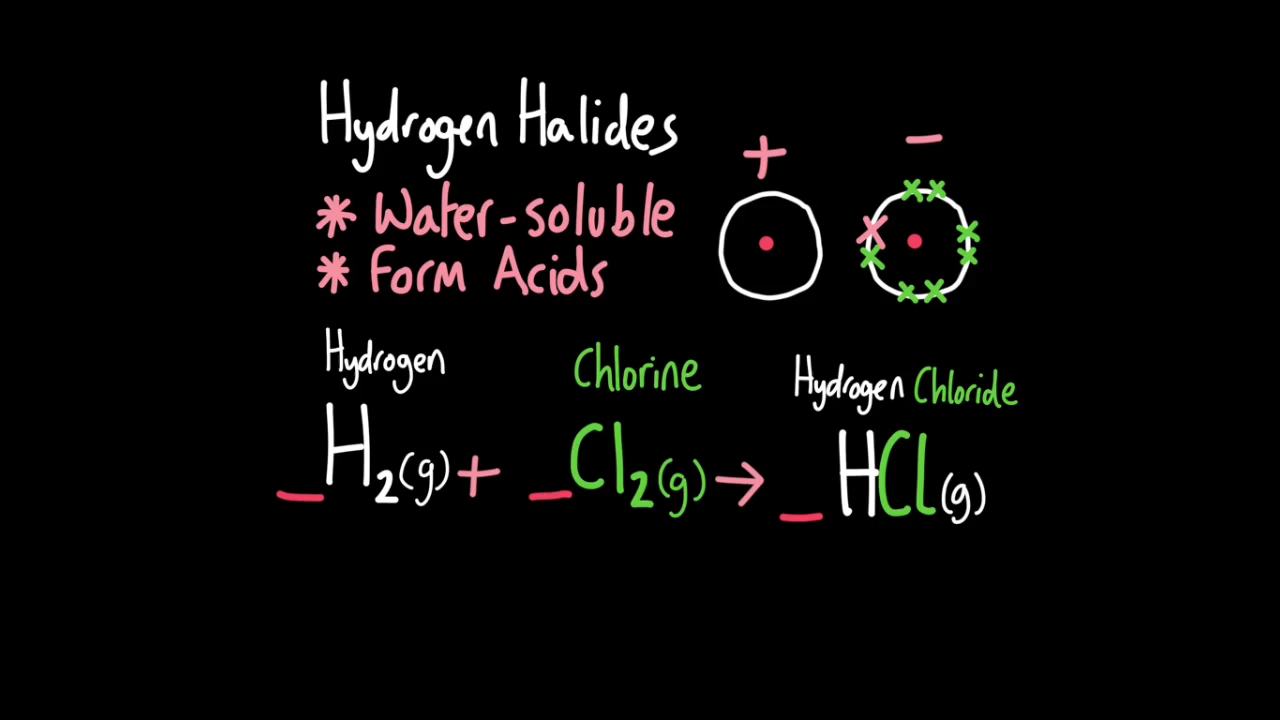 Hydrogen Halides
+ -
* Water-soluble
* Form Acids
Hydrogen Chlorine Hydrogen Chloride
_H2(g) + _Cl2(g) → _HCl(g)